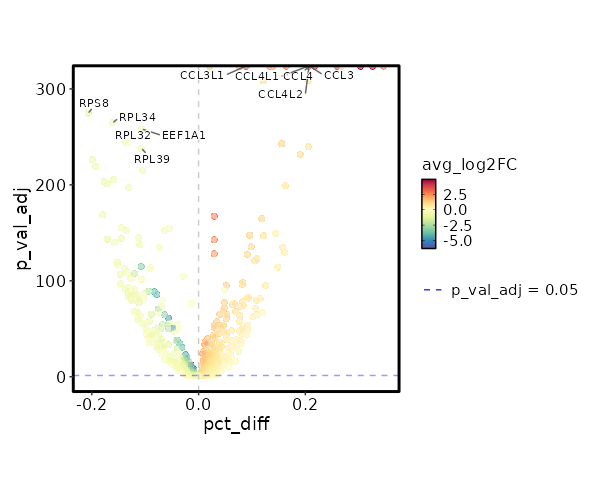 CCL3L1 CCL4L1 CCL4 CCL3
CCL4L2
RPS8
RPL34
RPL32 EEF1A1
RPL39
300
200
100
0
p_val_adj
-0.2 0.0 0.2
pct_diff
avg_log2FC
2.5
0.0
-2.5
-5.0
p_val_adj = 0.05